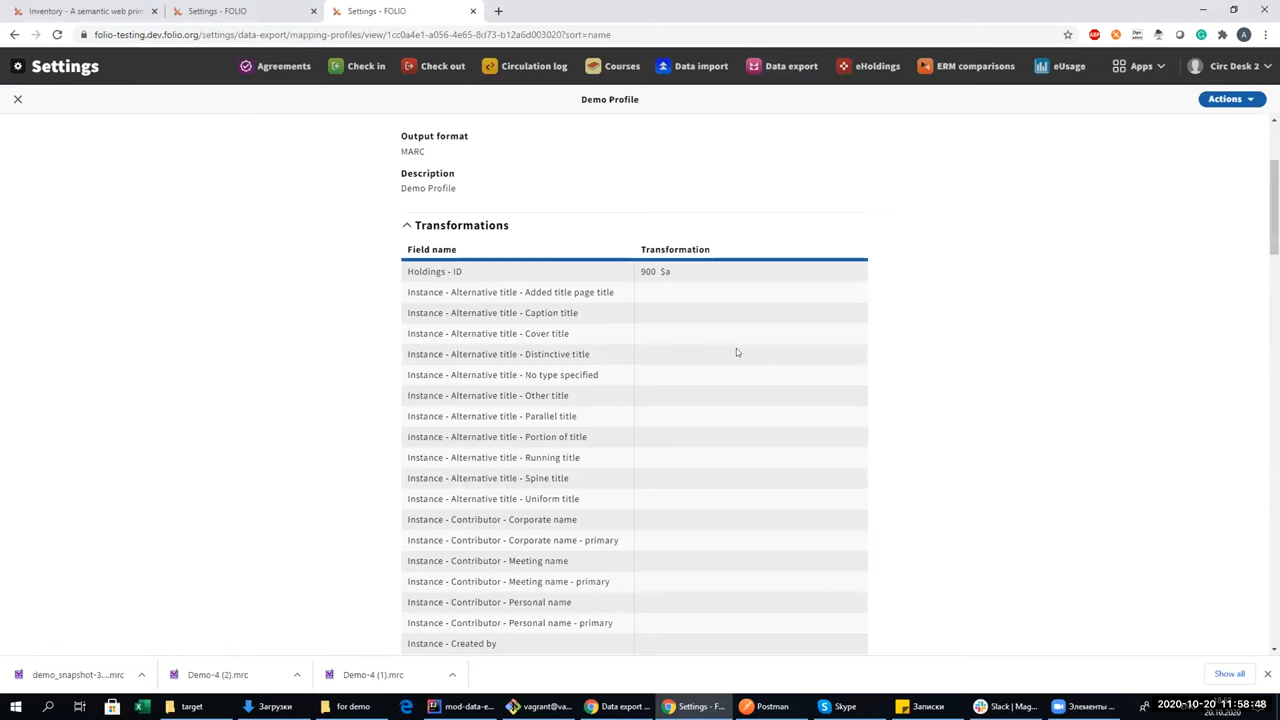 Inventory - A semantic web prim
Settings - FOLIO
Settings - FOLIO
folio-testing.dev.folio.org/settings/data-export/mapping-profiles/view/1cc0a4e1-a056-4e65-8d73-b12a6d003020?sort=name
Settings
Agreements
Check in
Check out
Circulation log
Courses
Data import
Data export
eHoldings
ERM comparisons
eUsage
Apps
Circ Desk 2
Demo Profile
Actions
Output format
MARC
Description
Demo Profile
Transformations
Field name Transformation
Holdings - ID 900 $a
Instance - Alternative title - Added title page title
Instance - Alternative title - Caption title
Instance - Alternative title - Cover title
Instance - Alternative title - Distinctive title
Instance - Alternative title - No type specified
Instance - Alternative title - Other title
Instance - Alternative title - Parallel title
Instance - Alternative title - Portion of title
Instance - Alternative title - Running title
Instance - Alternative title - Spine title
Instance - Alternative title - Uniform title
Instance - Contributor - Corporate name
Instance - Contributor - Corporate name - primary
Instance - Contributor - Meeting name
Instance - Contributor - Meeting name - primary
Instance - Contributor - Personal name
Instance - Contributor - Personal name - primary
Instance - Created by
demo_snapshot-3....mrc
Demo-4 (2).mrc
Demo-4 (1).mrc
Show all
target
Загрузки
for demo
mod-data-e...
vagrant@va...
Data export ...
Settings - F...
Postman
Skype
Записки
Slack | Mag...
Элементы ...
2020-10-20 11:58:48
20.10.2020